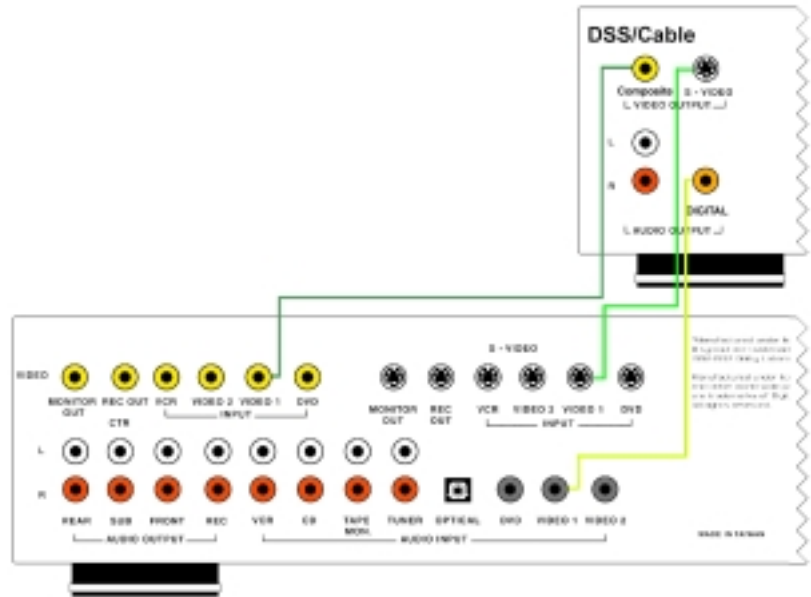 DSS/Cable
Composite S - VIDEO
VIDEO OUTPUT
L
R
DIGITAL
AUDIO OUTPUT
S - VIDEO
VIDEO
MONITOR OUT REC OUT VCR VIDEO 2 VIDEO 1 DVD
INPUT
CTR
MONITOR OUT REC OUT VCR VIDEO 2 VIDEO 1 DVD
INPUT
L
R
REAR SUB FRONT REC VCR CD TAPE MON. TUNER OPTICAL DVD VIDEO 1 VIDEO 2
AUDIO OUTPUT AUDIO INPUT
MADE IN TAIWAN